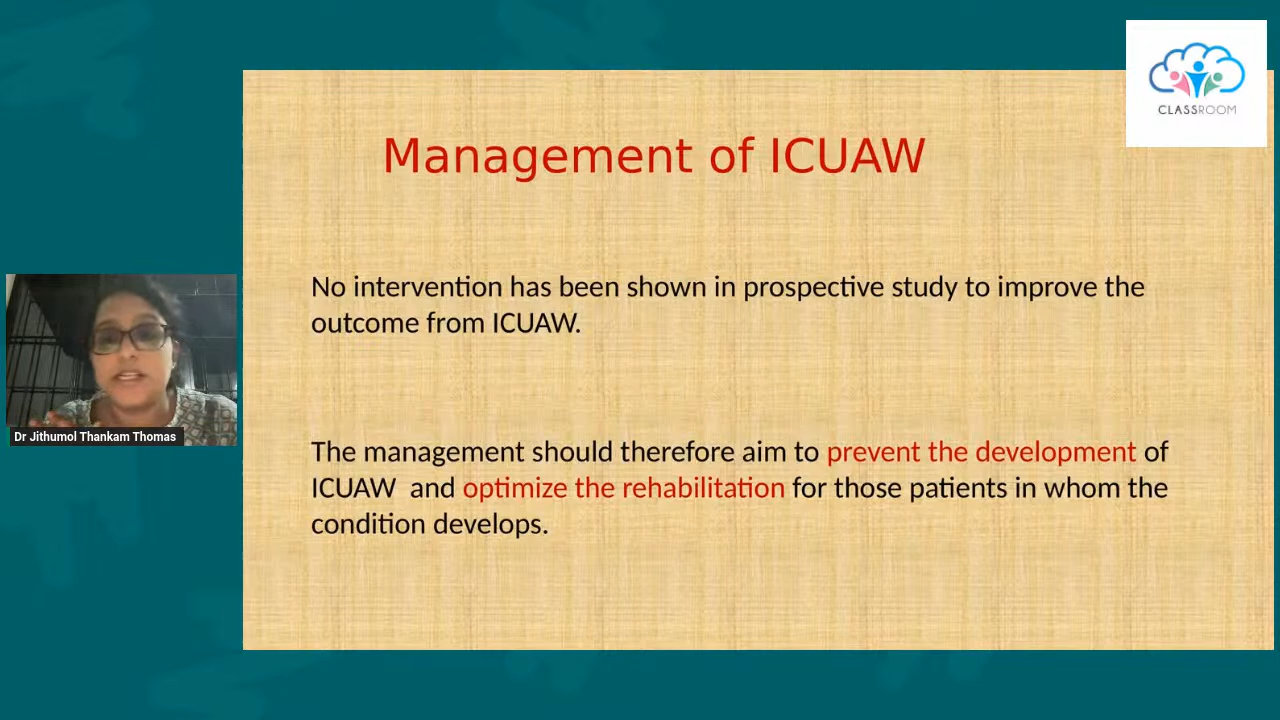 CLASSROOM
Management of ICUAW
No intervention has been shown in prospective study to improve the
outcome from ICUAW.
Dr Jithumol Thankam Thomas
The management should therefore aim to prevent the development of
ICUAW and optimize the rehabilitation for those patients in whom the
condition develops.